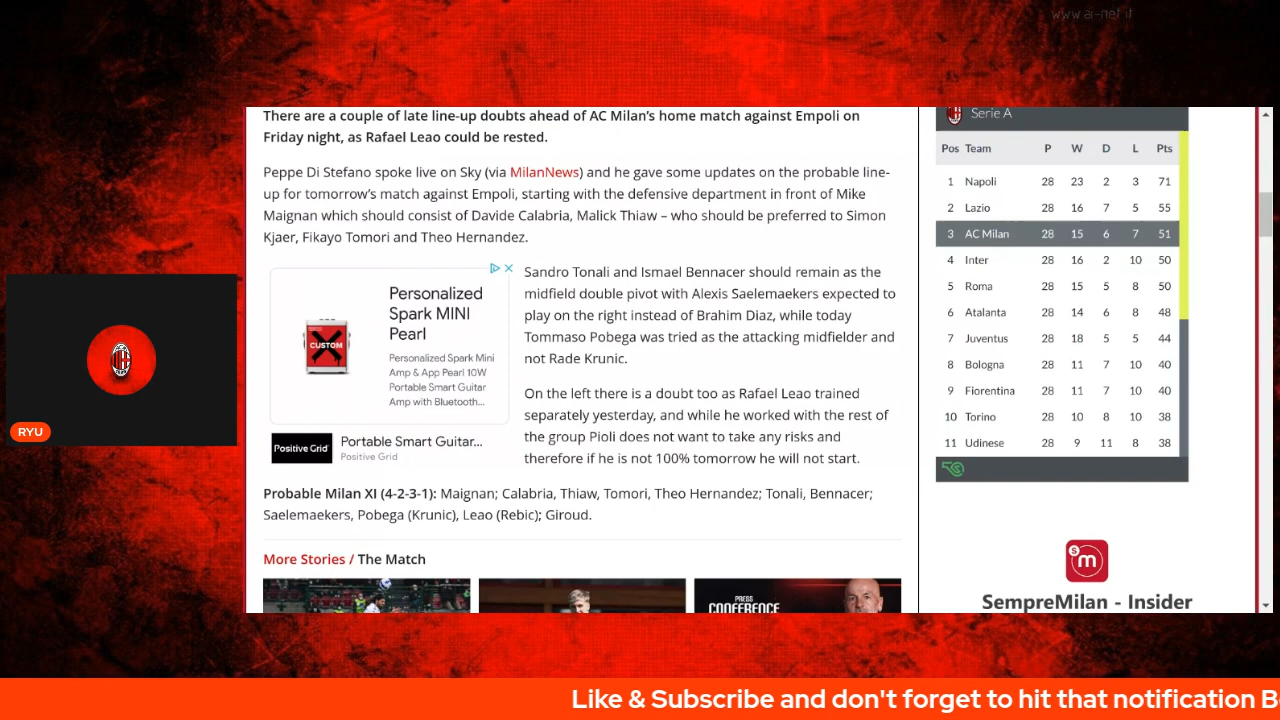 www.ai-net.it
There are a couple of late line-up doubts ahead of AC Milan's home match against Empoli on
Friday night, as Rafael Leao could be rested.
Peppe Di Stefano spoke live on Sky (via MilanNews) and he gave some updates on the probable line-
up for tomorrow's match against Empoli, starting with the defensive department in front of Mike
Maignan which should consist of Davide Calabria, Malick Thiaw – who should be preferred to Simon
Kjaer, Fikayo Tomori and Theo Hernandez.
Personalized
Spark MINI
Pearl
CUSTOM
Personalized Spark Mini
Amp & App Pearl 10W
Portable Smart Guitar
Amp with Bluetooth...
Positive Grid
Portable Smart Guitar...
Positive Grid
Sandro Tonali and Ismael Bennacer should remain as the
midfield double pivot with Alexis Saelemaekers expected to
play on the right instead of Brahim Diaz, while today
Tommaso Pobega was tried as the attacking midfielder and
not Rade Krunic.
On the left there is a doubt too as Rafael Leao trained
separately yesterday, and while he worked with the rest of
the group Pioli does not want to take any risks and
therefore if he is not 100% tomorrow he will not start.
Probable Milan XI (4-2-3-1): Maignan; Calabria, Thiaw, Tomori, Theo Hernandez; Tonali, Bennacer;
Saelemaekers, Pobega (Krunic), Leao (Rebic); Giroud.
More Stories / The Match
PRESS
CONFERENCE
Serie A
Pos Team P W D L Pts
1 Napoli 28 23 2 3 71
2 Lazio 28 16 7 5 55
3 AC Milan 28 15 6 7 51
4 Inter 28 16 2 10 50
5 Roma 28 15 5 8 50
6 Atalanta 28 14 6 8 48
7 Juventus 28 18 5 5 44
8 Bologna 28 11 7 10 40
9 Fiorentina 28 11 7 10 40
10 Torino 28 10 8 10 38
11 Udinese 28 9 11 8 38
S
m
SempreMilan - Insider
RYU
Like & Subscribe and don't forget to hit that notification B